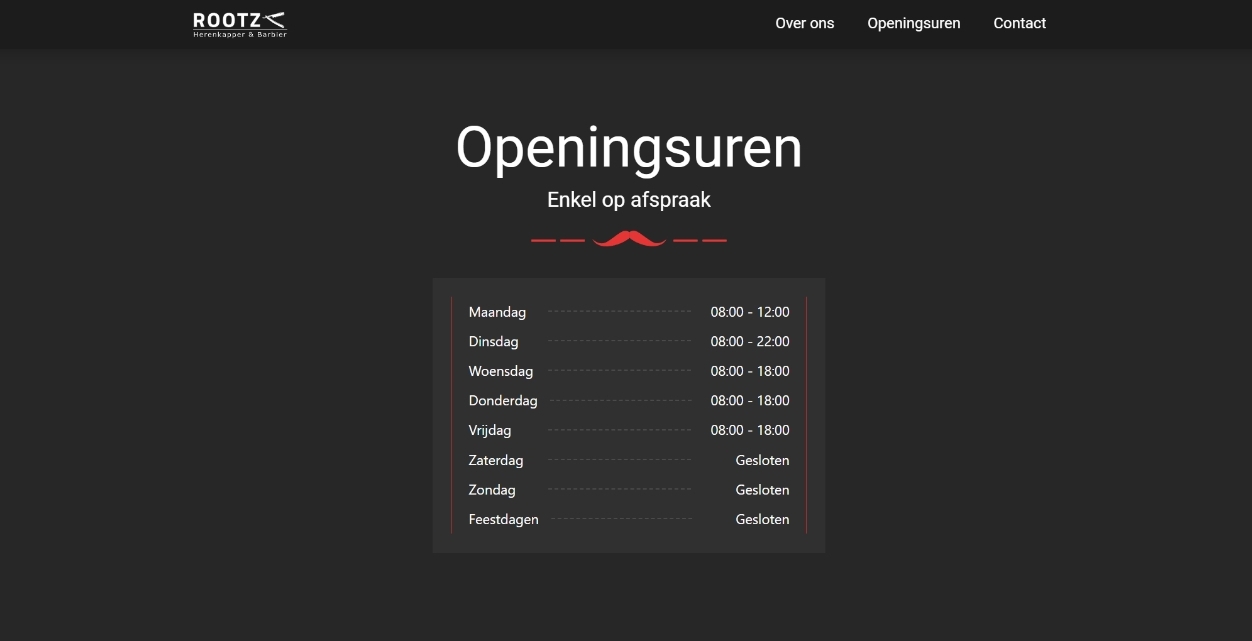 ROOTZ
Herenkapper & Barbier
Over ons Openingsuren Contact
Openingsuren
Enkel op afspraak
Maandag 08:00 - 12:00
Dinsdag 08:00 - 22:00
Woensdag 08:00 - 18:00
Donderdag 08:00 - 18:00
Vrijdag 08:00 - 18:00
Zaterdag Gesloten
Zondag Gesloten
Feestdagen Gesloten